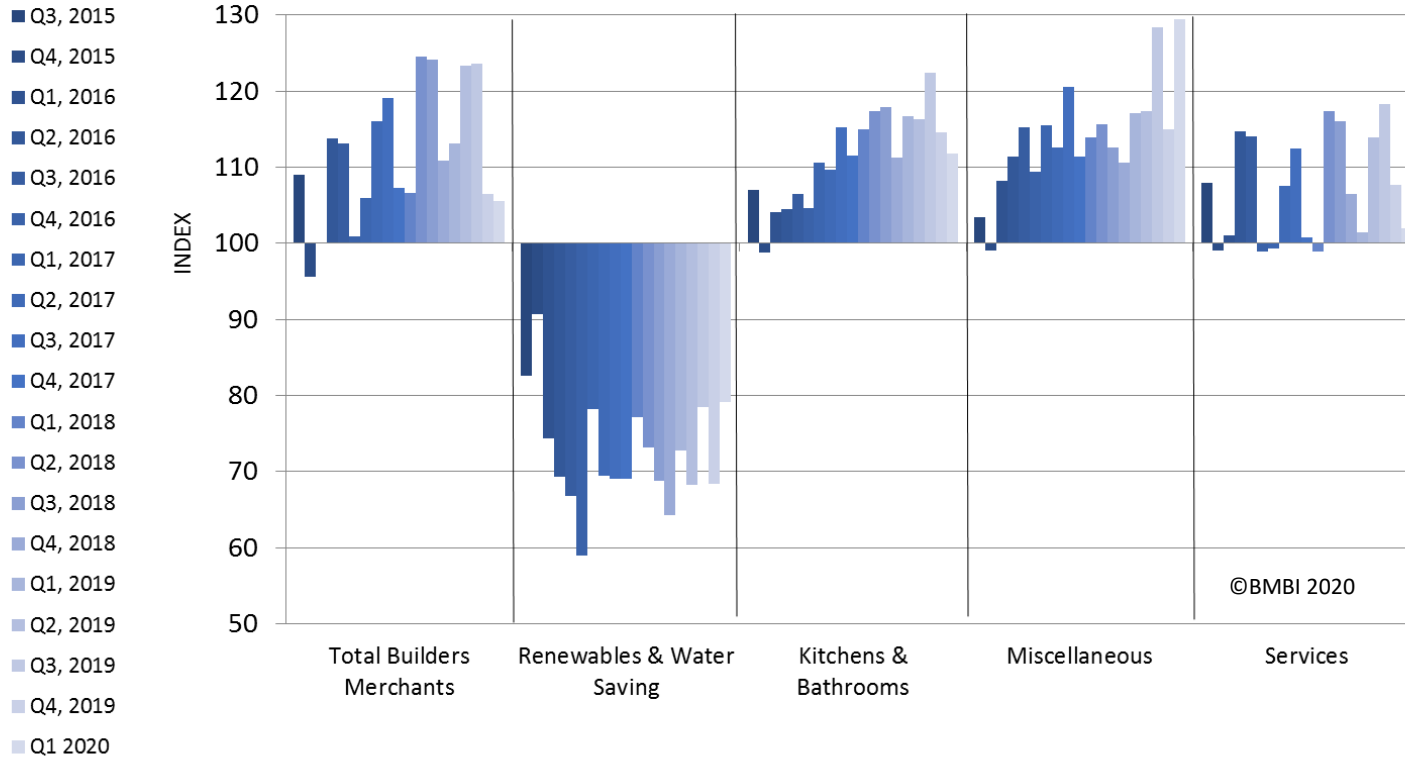 Q3, 2015
Q4, 2015
Q1, 2016
Q2, 2016
Q3, 2016
Q4, 2016
Q1, 2017
Q2, 2017
Q3, 2017
Q4, 2017
Q1, 2018
Q2, 2018
Q3, 2018
Q4, 2018
Q1, 2019
Q2, 2019
Q3, 2019
Q4, 2019
Q1 2020
INDEX
130
120
110
100
90
80
70
60
50
©BMBI 2020
Total Builders
Merchants
Renewables & Water
Saving
Kitchens &
Bathrooms
Miscellaneous
Services